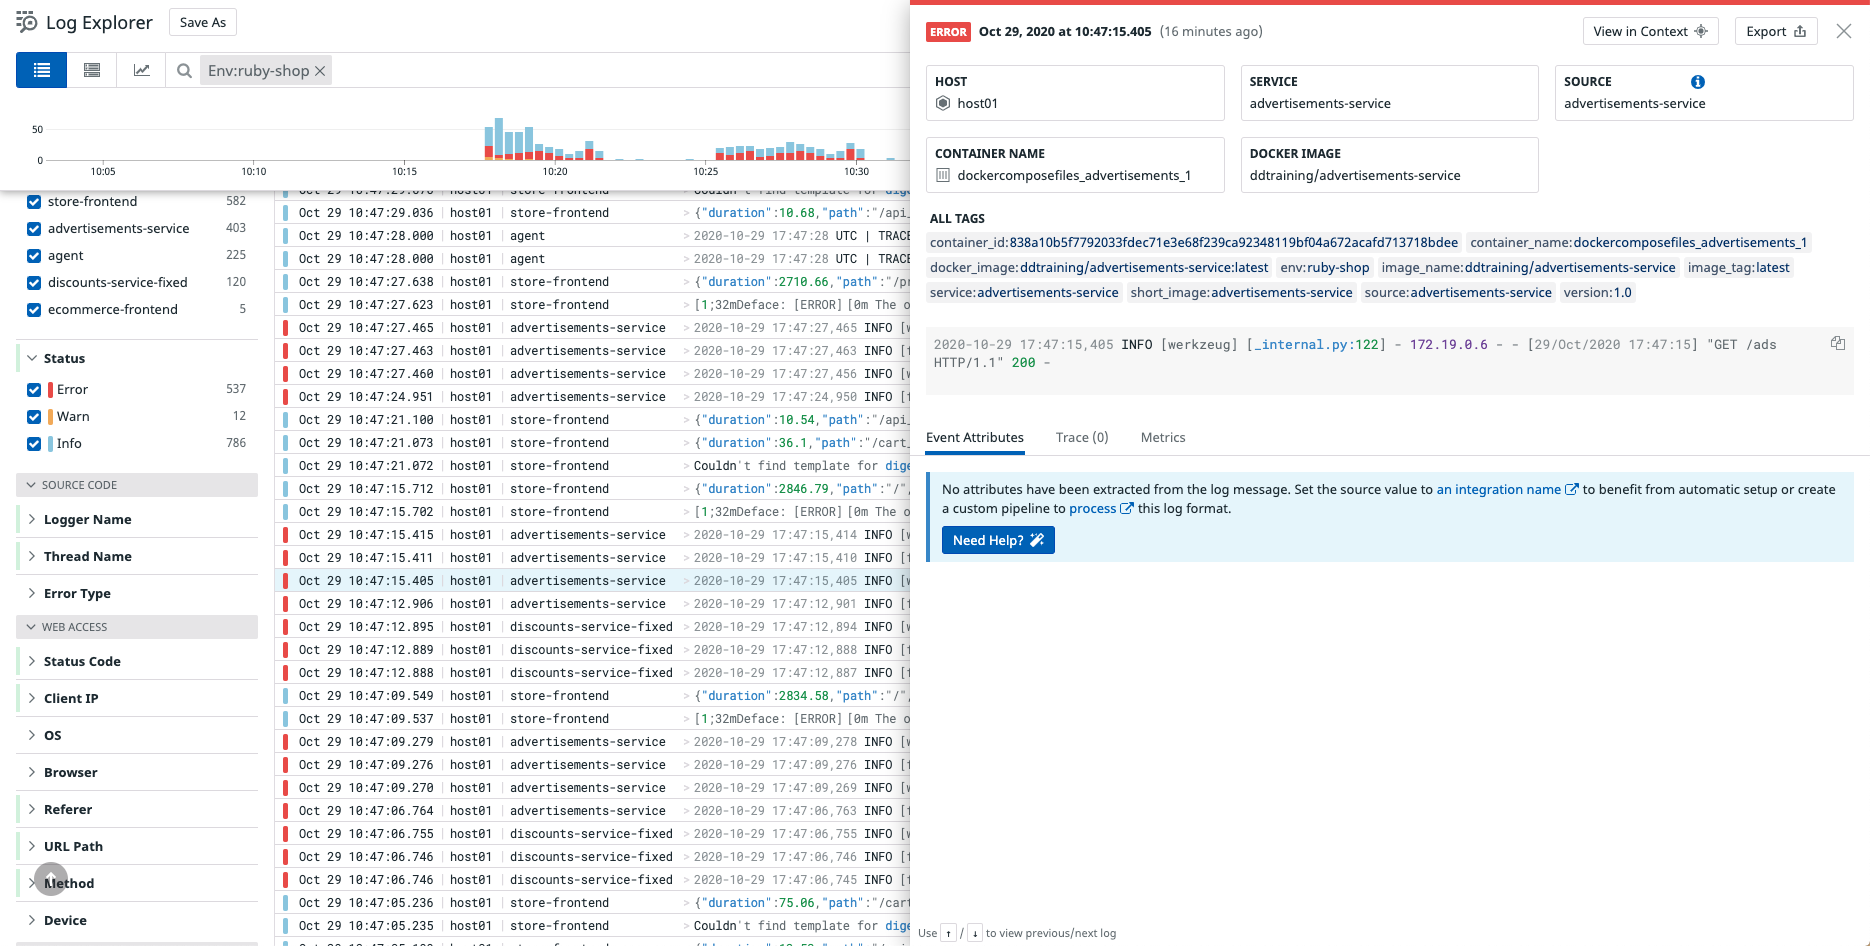 Log Explorer
Save As
Env:ruby-shop
50
0
10:05
10:10
10:15
10:20
10:25
10:30
store-frontend 582
advertisements-service 403
agent 225
discounts-service-fixed 120
ecommerce-frontend 5
Status
Error 537
Warn 12
Info 786
SOURCE CODE
Logger Name
Thread Name
Error Type
WEB ACCESS
Status Code
Client IP
OS
Browser
Referer
URL Path
Method
Device
Oct 29 10:47:29.036 host01 store-frontend > {"duration":10.68,"path":"/api_
Oct 29 10:47:28.000 host01 agent > 2020-10-29 17:47:28 UTC | TRACE
Oct 29 10:47:28.000 host01 agent > 2020-10-29 17:47:28 UTC | TRACE
Oct 29 10:47:27.638 host01 store-frontend > {"duration":2710.66,"path":"/pr
Oct 29 10:47:27.623 host01 store-frontend > [1;32mDeface: [ERROR] [0m The o
Oct 29 10:47:27.465 host01 advertisements-service > 2020-10-29 17:47:27,465 INFO [w
Oct 29 10:47:27.463 host01 advertisements-service > 2020-10-29 17:47:27,463 INFO [
Oct 29 10:47:27.460 host01 advertisements-service > 2020-10-29 17:47:27,456 INFO [w
Oct 29 10:47:24.951 host01 advertisements-service > 2020-10-29 17:47:24,950 INFO [
Oct 29 10:47:21.100 host01 store-frontend > {"duration":10.54,"path":"/api_
Oct 29 10:47:21.073 host01 store-frontend > {"duration":36.1,"path":"/cart_
Oct 29 10:47:21.072 host01 store-frontend > Couldn't find template for dige
Oct 29 10:47:15.712 host01 store-frontend > {"duration":2846.79,"path":"/",
Oct 29 10:47:15.702 host01 store-frontend > [1;32mDeface: [ERROR] [0m The o
Oct 29 10:47:15.415 host01 advertisements-service > 2020-10-29 17:47:15,414 INFO [w
Oct 29 10:47:15.411 host01 advertisements-service > 2020-10-29 17:47:15,410 INFO [
Oct 29 10:47:15.405 host01 advertisements-service > 2020-10-29 17:47:15,405 INFO [w
Oct 29 10:47:12.906 host01 advertisements-service > 2020-10-29 17:47:12,901 INFO [
Oct 29 10:47:12.895 host01 discounts-service-fixed > 2020-10-29 17:47:12,894 INFO [w
Oct 29 10:47:12.889 host01 discounts-service-fixed > 2020-10-29 17:47:12,888 INFO [
Oct 29 10:47:12.888 host01 discounts-service-fixed > 2020-10-29 17:47:12,887 INFO [
Oct 29 10:47:09.549 host01 store-frontend > {"duration":2834.58,"path":"/",
Oct 29 10:47:09.537 host01 store-frontend > [1;32mDeface: [ERROR] [0m The o
Oct 29 10:47:09.279 host01 advertisements-service > 2020-10-29 17:47:09,278 INFO [w
Oct 29 10:47:09.276 host01 advertisements-service > 2020-10-29 17:47:09,276 INFO [
Oct 29 10:47:09.270 host01 advertisements-service > 2020-10-29 17:47:09,269 INFO [w
Oct 29 10:47:06.764 host01 advertisements-service > 2020-10-29 17:47:06,763 INFO [
Oct 29 10:47:06.755 host01 discounts-service-fixed > 2020-10-29 17:47:06,755 INFO [w
Oct 29 10:47:06.746 host01 discounts-service-fixed > 2020-10-29 17:47:06,746 INFO [
Oct 29 10:47:06.746 host01 discounts-service-fixed > 2020-10-29 17:47:06,745 INFO [
Oct 29 10:47:05.236 host01 store-frontend > {"duration":75.06,"path":"/cart
Oct 29 10:47:05.235 host01 store-frontend > Couldn't find template for dige
ERROR Oct 29, 2020 at 10:47:15.405 (16 minutes ago)
View in Context
Export
HOST
host01
SERVICE
advertisements-service
SOURCE
advertisements-service
CONTAINER NAME
dockercomposefiles_advertisements_1
DOCKER IMAGE
ddtraining/advertisements-service
ALL TAGS
container_id:838a10b5f7792033fdec71e3e68f239ca92348119bf04a672acafd713718bdee container_name:dockercomposefiles_advertisements_1
docker_image:ddtraining/advertisements-service:latest env:ruby-shop image_name:ddtraining/advertisements-service image_tag:latest
service:advertisements-service short_image:advertisements-service source:advertisements-service version:1.0
2020-10-29 17:47:15,405 INFO [werkzeug] [_internal.py:122] - 172.19.0.6 - - [29/Oct/2020 17:47:15] "GET /ads
HTTP/1.1" 200 -
Event Attributes
Trace (0)
Metrics
No attributes have been extracted from the log message. Set the source value to an integration name to benefit from automatic setup or create
a custom pipeline to process this log format.
Need Help?
Use ↑ / ↓ to view previous/next log